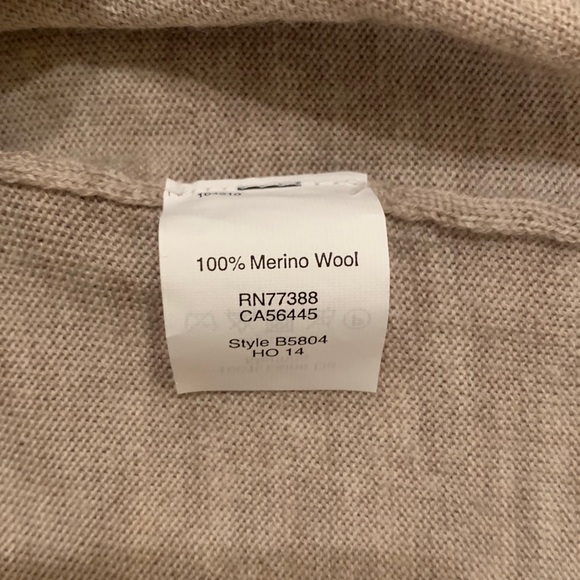 100% Merino Wool
RN77388
CA56445
Style B5804
HO 14